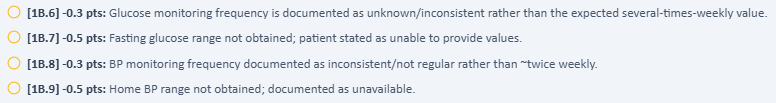 [1B.6] -0.3 pts: Glucose monitoring frequency is documented as unknown/inconsistent rather than the expected several-times-weekly value.
[1B.7] -0.5 pts: Fasting glucose range not obtained; patient stated as unable to provide values.
[1B.8] -0.3 pts: BP monitoring frequency documented as inconsistent/not regular rather than ~twice weekly.
[1B.9] -0.5 pts: Home BP range not obtained; documented as unavailable.